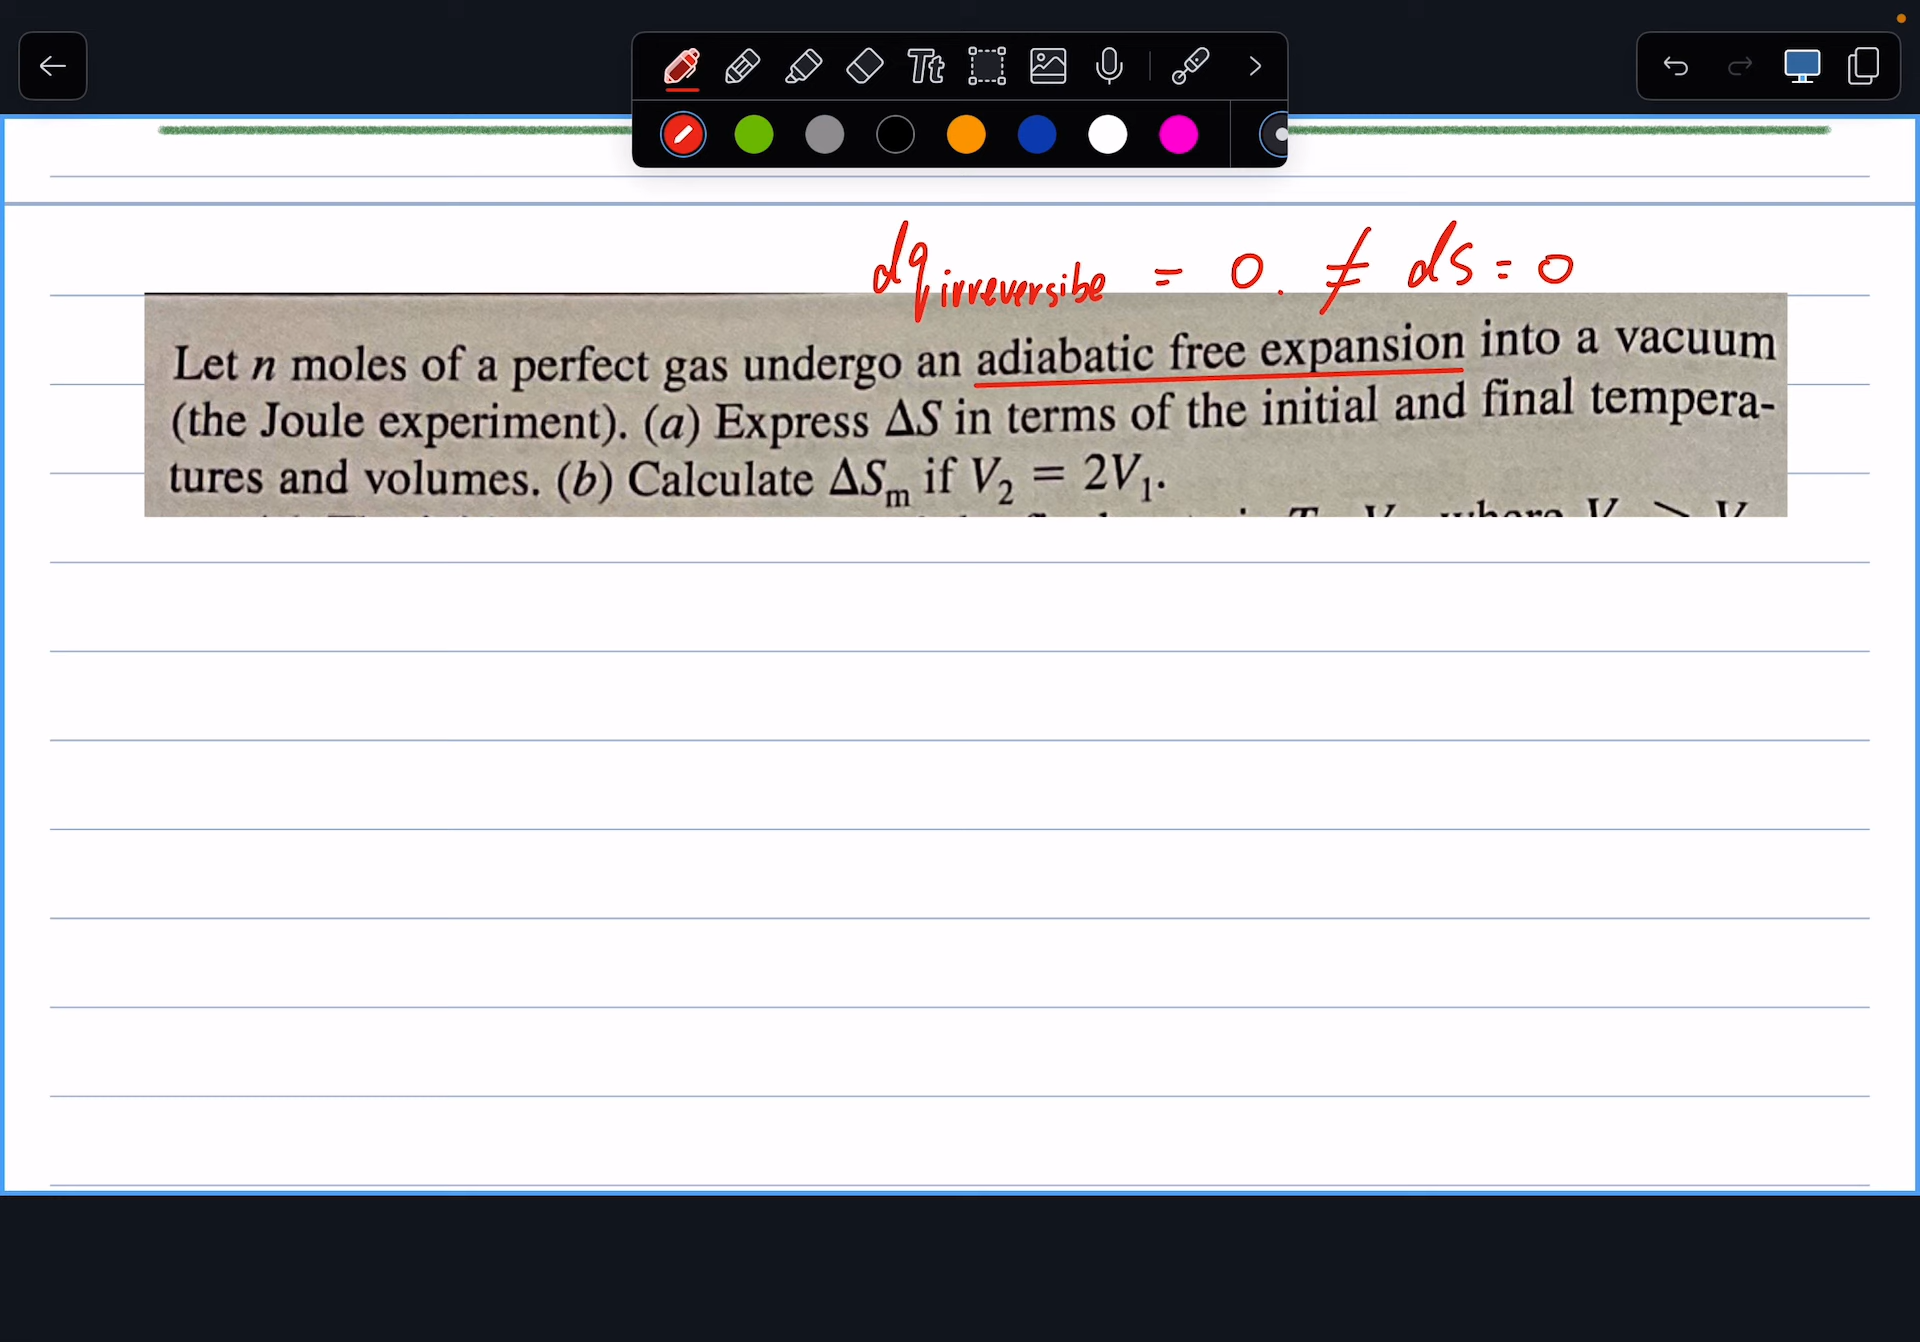 Tt
dq irreversibe = 0. ≠ ds = 0
Let n moles of a perfect gas undergo an adiabatic free expansion into a vacuum
(the Joule experiment). (a) Express ΔS in terms of the initial and final tempera-
tures and volumes. (b) Calculate ΔSm if V2 = 2V1.